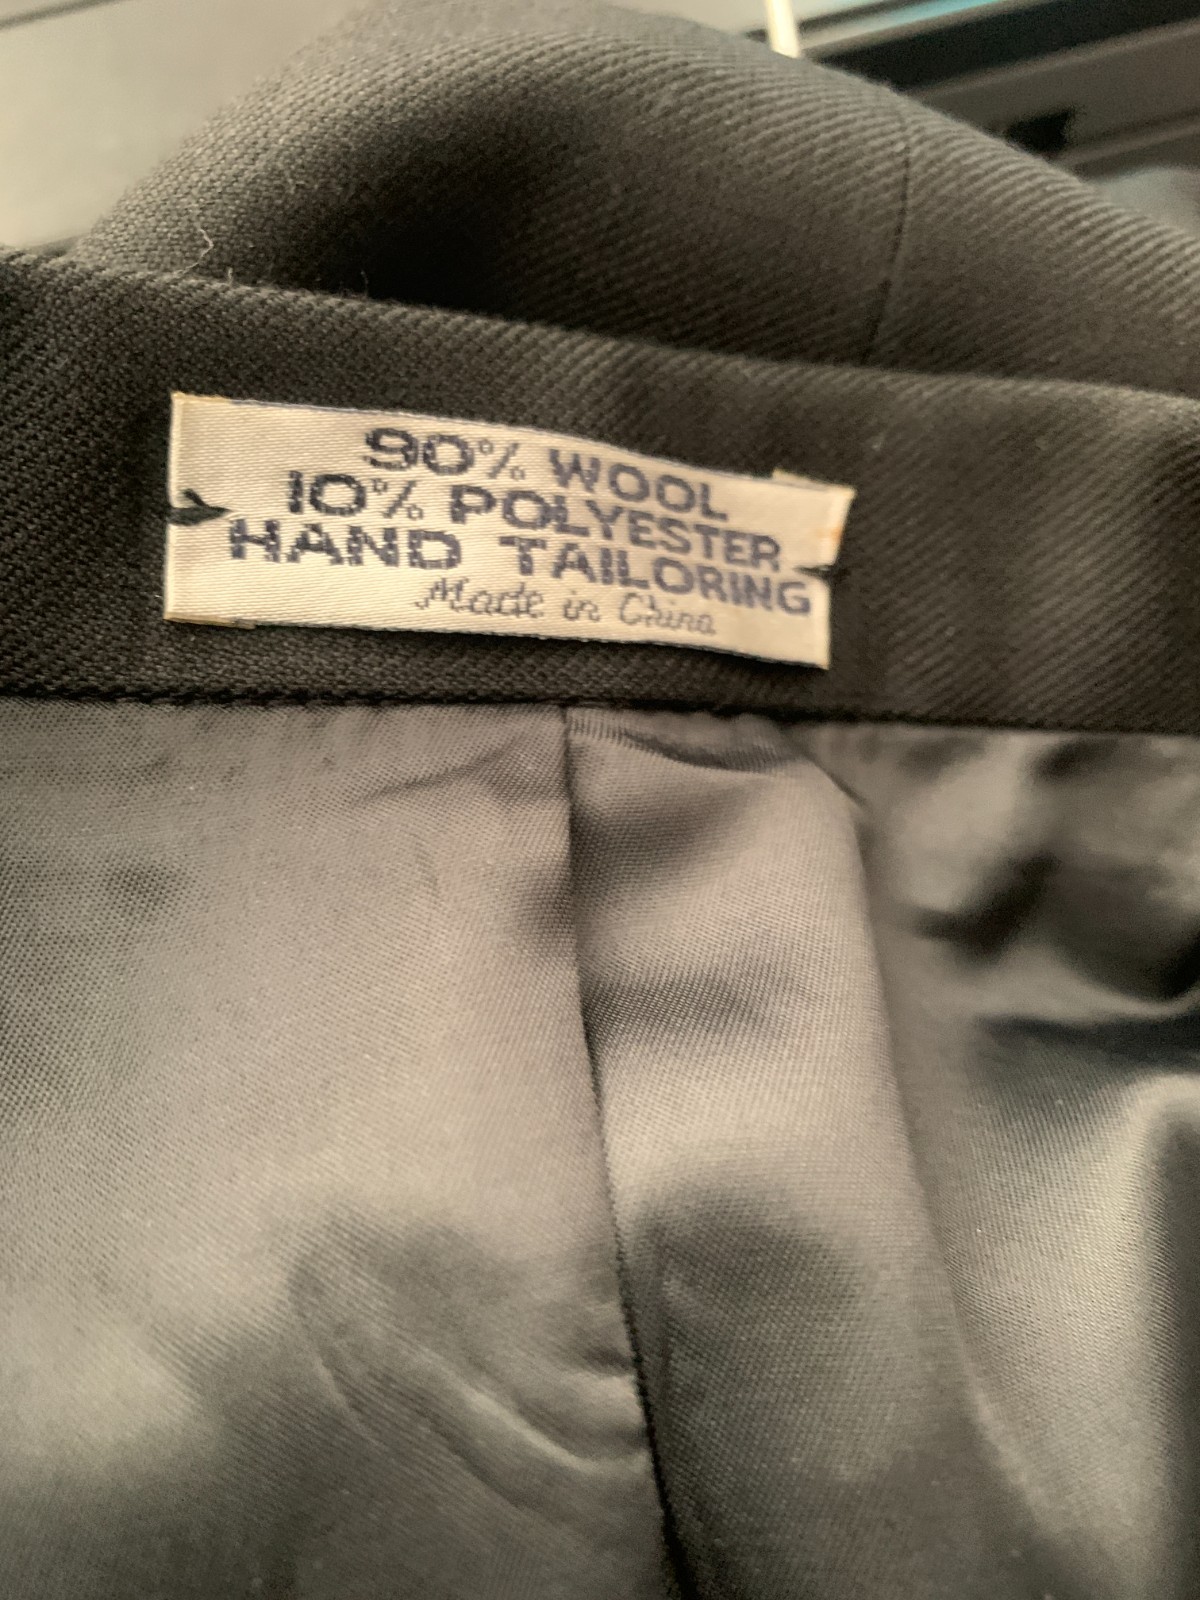 90% WOOL
10% POLYESTER
HAND TAILORING
Made in China